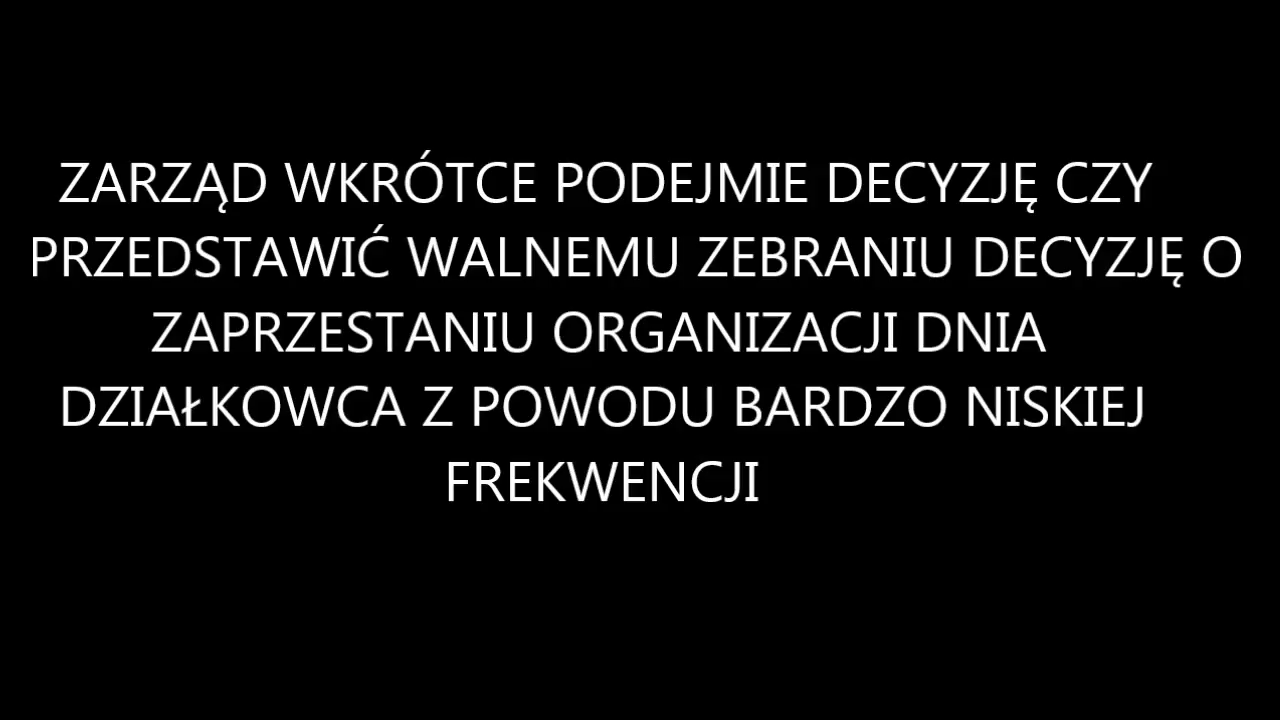 ZARZĄD WKRÓTCE PODEJMIE DECYZJĘ CZY
PRZEDSTAWIĆ WALNEMU ZEBRANIU DECYZJĘ O
ZAPRZESTANIU ORGANIZACJI DNIA
DZIAŁKOWCA Z POWODU BARDZO NISKIEJ
FREKWENCJI